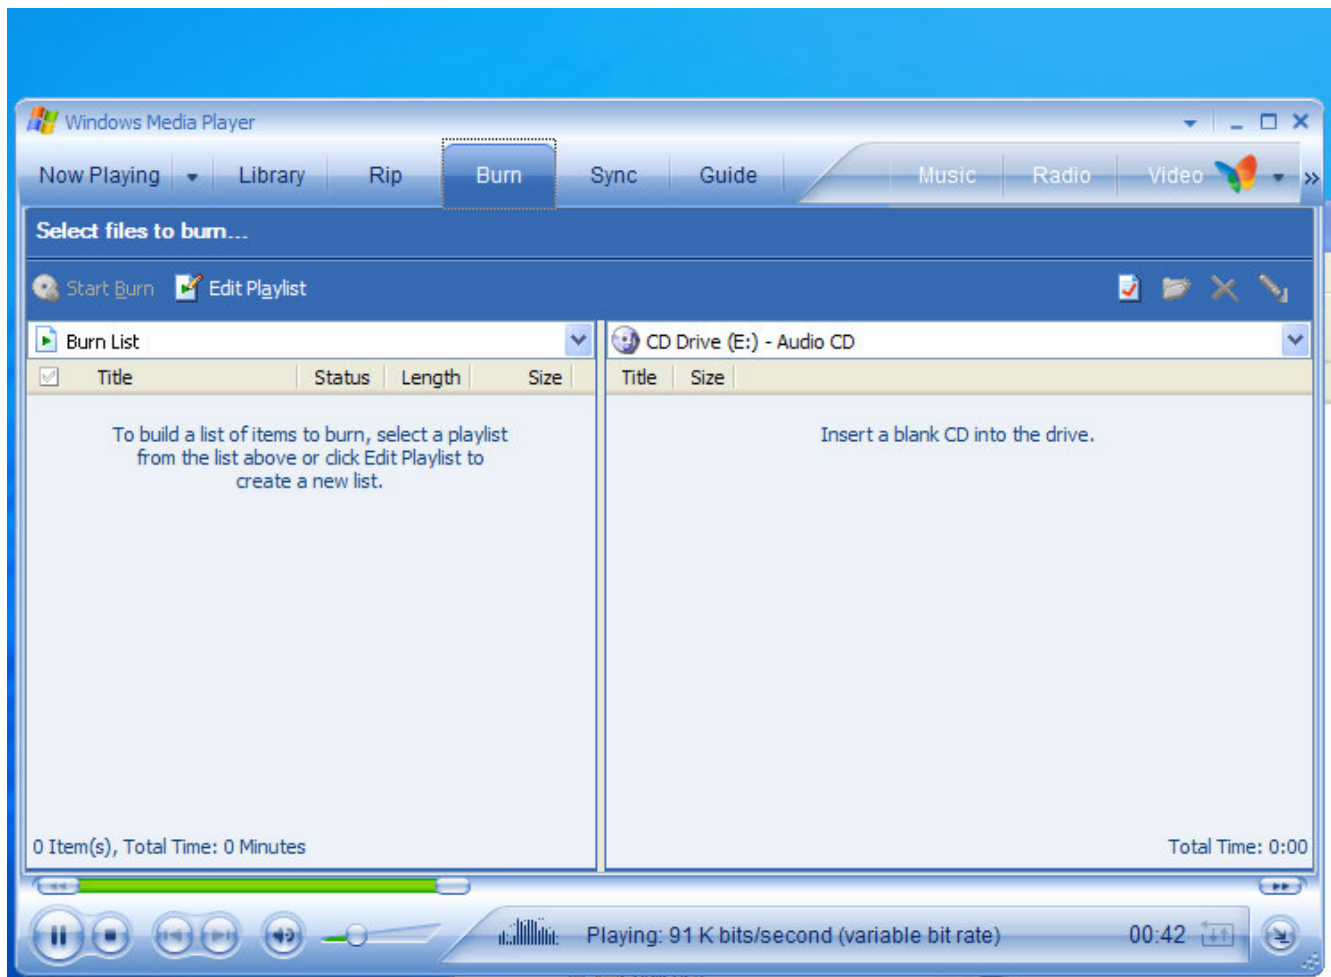 Windows Media Player
Now Playing Library Rip Burn Sync Guide Music Radio Video
Select files to burn...
Start Burn Edit Playlist
Burn List
CD Drive (E:) - Audio CD
Title Status Length Size
Title Size
To build a list of items to burn, select a playlist
from the list above or click Edit Playlist to
create a new list.
Insert a blank CD into the drive.
0 Item(s), Total Time: 0 Minutes
Total Time: 0:00
Playing: 91 K bits/second (variable bit rate) 00:42